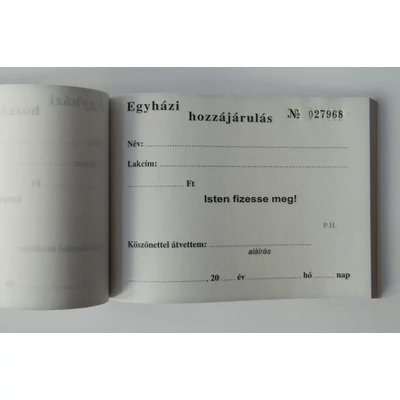 Egyházi
hozzájárulás № 027968
Név:
Lakcím:
Ft
Isten fizesse meg!
P.H.
Köszönettel átvettem:
aláírás
, 20 ...... év ............ hó ...... nap